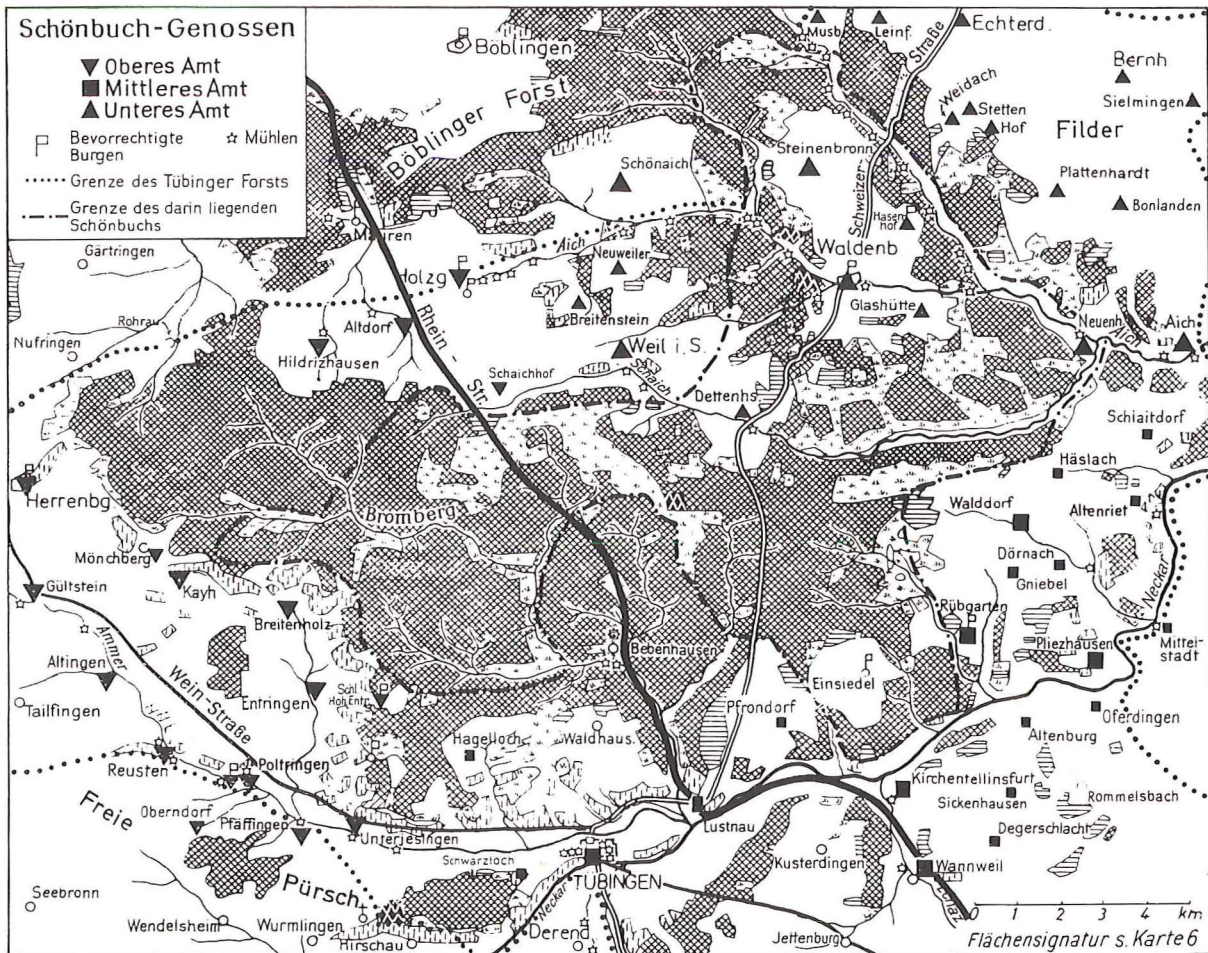 Schönbuch-Genossen
Oberes Amt
Mittleres Amt
Unteres Amt
Bevorrechtigte
Burgen
Mühlen
Grenze des Tübinger Forsts
Grenze des darin liegenden
Schönbuchs
Böblingen
Böblinger Forst
Musb.
Leinf.
Straße
Echterd.
Bernh
Sielmingen
Weidach
Stetten
Hof
Filder
Schönaich
Steinenbronn
Plattenhardt
Bonlanden
Schweizer
Hasen
Hof
Mauren
Gärtringen
Aich
Neuweiler
Waldenb
Holzg
Breitenstein
Glashütte
Neuenh.
Aich
Aich
Rohrau
Nufringen
Altdorf
Hildrizhausen
Rhein-
Str.
Weil i. S.
Schaichhof
Schaich
Dettenhs.
Schlaitdorf
Häslach
Herrenbg
Bromberg
Walddorf
Altenriet
Mönchberg
Kayh
Dörnach
Gniebel
Neckar
Gültstein
Breitenholz
Rübgarten
Ammer
Bebenhausen
Pliezhausen
Mittel-
stadt
Altingen
Wein-Straße
Entringen
Schl.
Hoh.Entr.
Einsiedel
Tailfingen
Pfrondorf
Oferdingen
Hagelloch
Waldhaus.
Altenburg
Reusten
Poltringen
Kirchentellinsfurt
Sickenhausen
Rommelsbach
Freie
Oberndorf
Pfäffingen
Unterjesingen
Lustnau
Degerschlacht
Schwärzloch
Kusterdingen
Wannweil
TÜBINGEN
Pürsch
Seebronn
Wendelsheim
Wurmlingen
Hirschau
Neckar
Derend.
Jettenburg
Echaz
0 1 2 3 4 km
Flächensignatur s. Karte 6